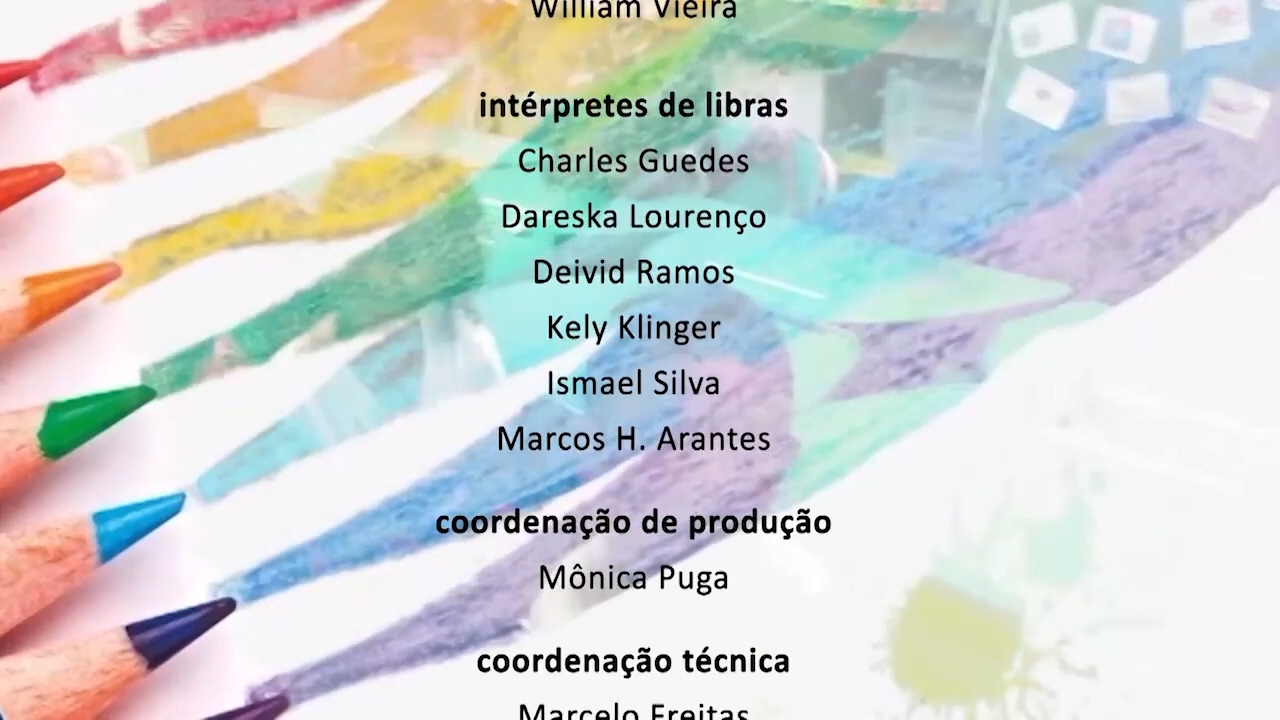 William Vieira
intérpretes de libras
Charles Guedes
Dareska Lourenço
Deivid Ramos
Kely Klinger
Ismael Silva
Marcos H. Arantes
coordenação de produção
Mônica Puga
coordenação técnica
Marcelo Freitas